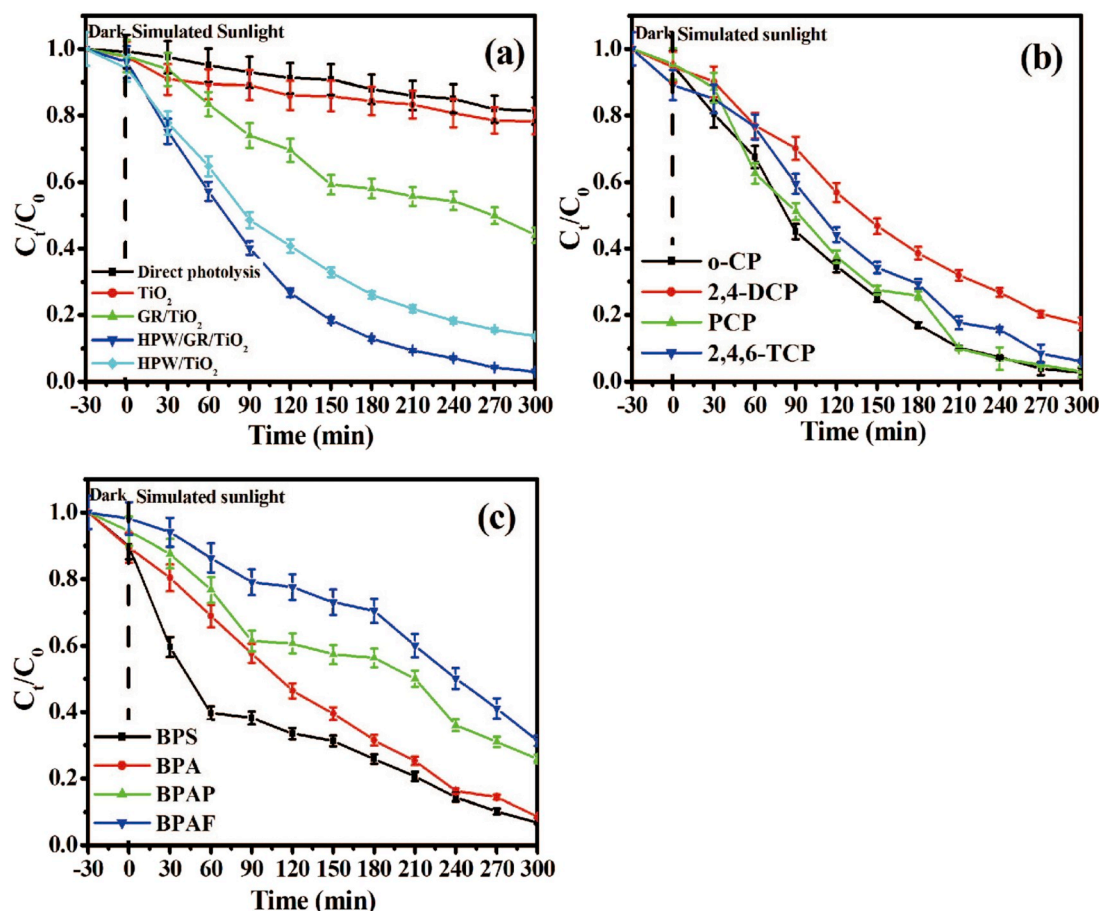 Dark Simulated Sunlight
(a)
1.0
0.8
0.6
0.4
0.2
0.0
Cₜ/C₀
Direct photolysis
TiO₂
GR/TiO₂
HPW/GR/TiO₂
HPW/TiO₂
-30 0 30 60 90 120 150 180 210 240 270 300
Time (min)
Dark Simulated sunlight
(b)
1.0
0.8
0.6
0.4
0.2
0.0
Cₜ/C₀
o-CP
2,4-DCP
PCP
2,4,6-TCP
-30 0 30 60 90 120 150 180 210 240 270 300
Time (min)
Dark Simulated sunlight
(c)
1.0
0.8
0.6
0.4
0.2
0.0
Cₜ/C₀
BPS
BPA
BPAP
BPAF
-30 0 30 60 90 120 150 180 210 240 270 300
Time (min)